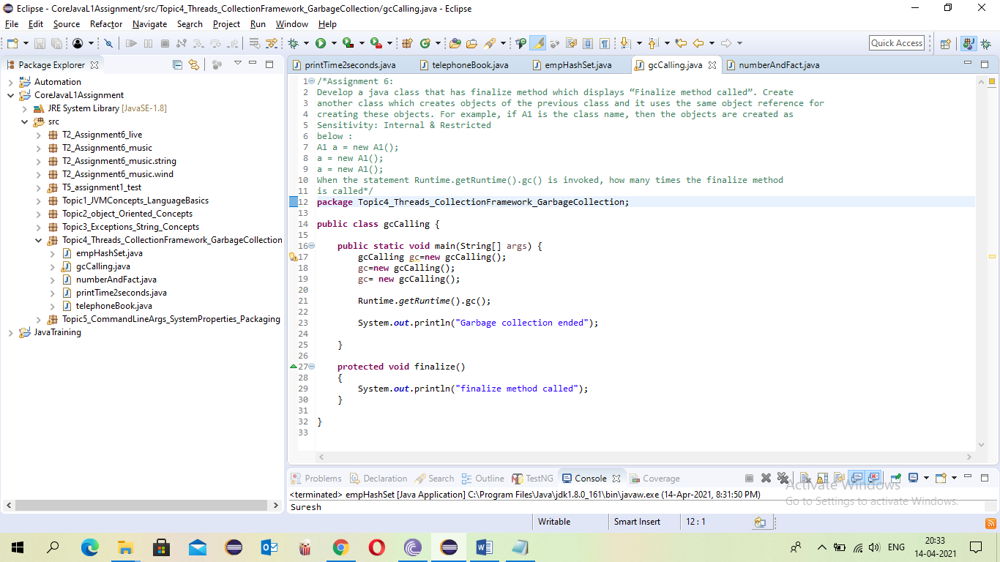 Eclipse - CoreJavaL1Assignment/src/Topic4_Threads_CollectionFramework_GarbageCollection/gcCalling.java - Eclipse
File Edit Source Refactor Navigate Search Project Run Window Help
Quick Access
Package Explorer
Automation
CoreJavaL1Assignment
JRE System Library [JavaSE-1.8]
src
T2_Assignment6_live
T2_Assignment6_music
T2_Assignment6_music.string
T2_Assignment6_music.wind
T5_assignment1_test
Topic1_JVMConcepts_LanguageBasics
Topic2_object_Oriented_Concepts
Topic3_Exceptions_String_Concepts
Topic4_Threads_CollectionFramework_GarbageCollection
empHashSet.java
gcCalling.java
numberAndFact.java
printTime2seconds.java
telephoneBook.java
Topic5_CommandLineArgs_SystemProperties_Packaging
JavaTraining
printTime2seconds.java telephoneBook.java empHashSet.java gcCalling.java numberAndFact.java
1 /*Assignment 6:
2 Develop a java class that has finalize method which displays “Finalize method called”. Create
3 another class which creates objects of the previous class and it uses the same object reference for
4 creating these objects. For example, if A1 is the class name, then the objects are created as
5 Sensitivity: Internal & Restricted
6 below :
7 A1 a = new A1();
8 a = new A1();
9 a = new A1();
10 When the statement Runtime.getRuntime().gc() is invoked, how many times the finalize method
11 is called*/
12 package Topic4_Threads_CollectionFramework_GarbageCollection;
13
14 public class gcCalling {
15
16 public static void main(String[] args) {
17 gcCalling gc=new gcCalling();
18 gc=new gcCalling();
19 gc= new gcCalling();
20
21 Runtime.getRuntime().gc();
22
23 System.out.println("Garbage collection ended");
24
25 }
26
27 protected void finalize()
28 {
29 System.out.println("finalize method called");
30 }
31
32 }
33
Problems Declaration Search Outline TestNG Console Coverage
<terminated> empHashSet [Java Application] C:\Program Files\Java\jdk1.8.0_161\bin\javaw.exe (14-Apr-2021, 8:31:50 PM)
Suresh
Activate Windows
Go to Settings to activate Windows.
Writable Smart Insert 12 : 1
ENG
20:33
14-04-2021